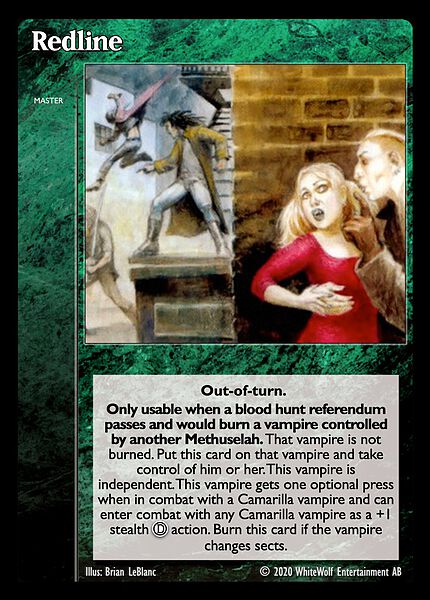 Redline
MASTER
Out-of-turn.
Only usable when a blood hunt referendum
passes and would burn a vampire controlled
by another Methuselah. That vampire is not
burned. Put this card on that vampire and take
control of him or her. This vampire is
independent. This vampire gets one optional press
when in combat with a Camarilla vampire and can
enter combat with any Camarilla vampire as a +1
stealth Ⓓ action. Burn this card if the vampire
changes sects.
Illus: Brian LeBlanc
© 2020 WhiteWolf Entertainment AB